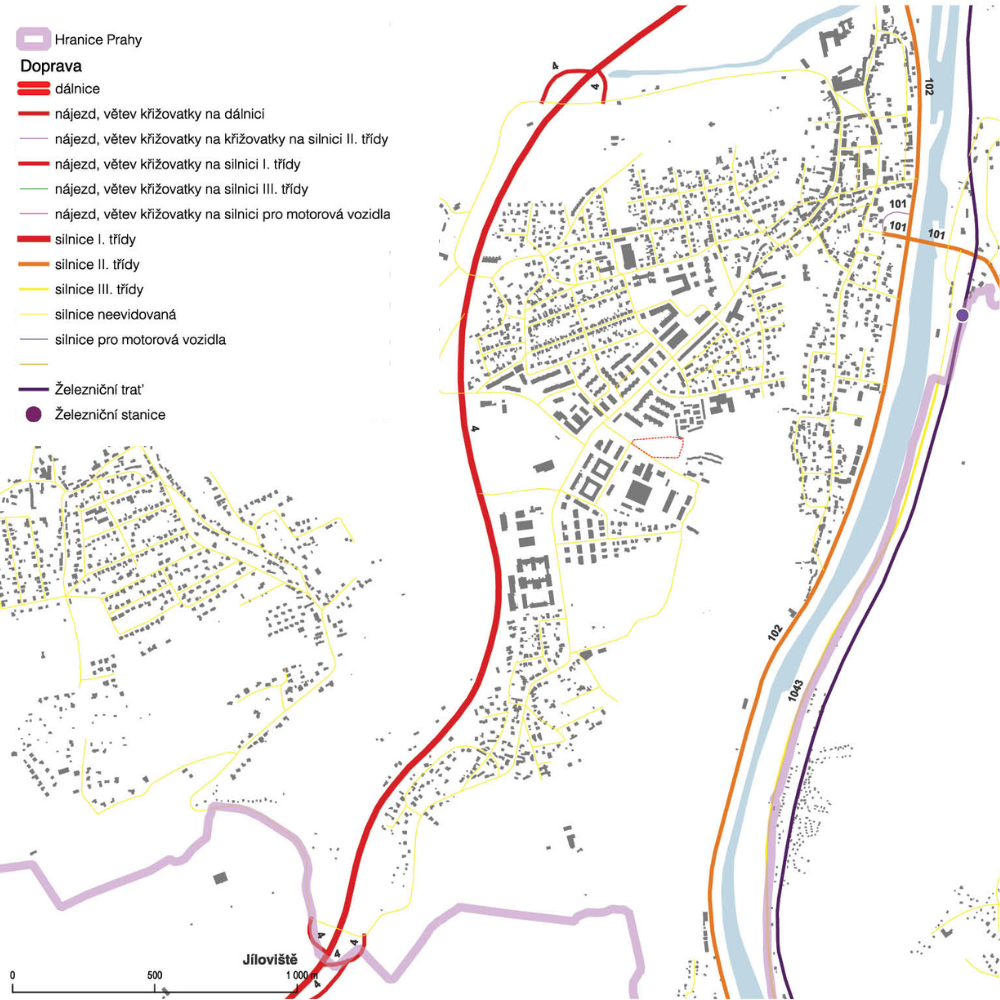 Hranice Prahy
Doprava
dálnice
nájezd, větev křižovatky na dálnici
nájezd, větev křižovatky na křižovatky na silnici II. třídy
nájezd, větev křižovatky na silnici I. třídy
nájezd, větev křižovatky na silnici III. třídy
nájezd, větev křižovatky na silnici pro motorová vozidla
silnice I. třídy
silnice II. třídy
silnice III. třídy
silnice neevidovaná
silnice pro motorová vozidla
Železniční trať
Železniční stanice
4
4
102
101
101
101
4
102
1043
4
4
4
4
Jíloviště
0 500 1 000 m